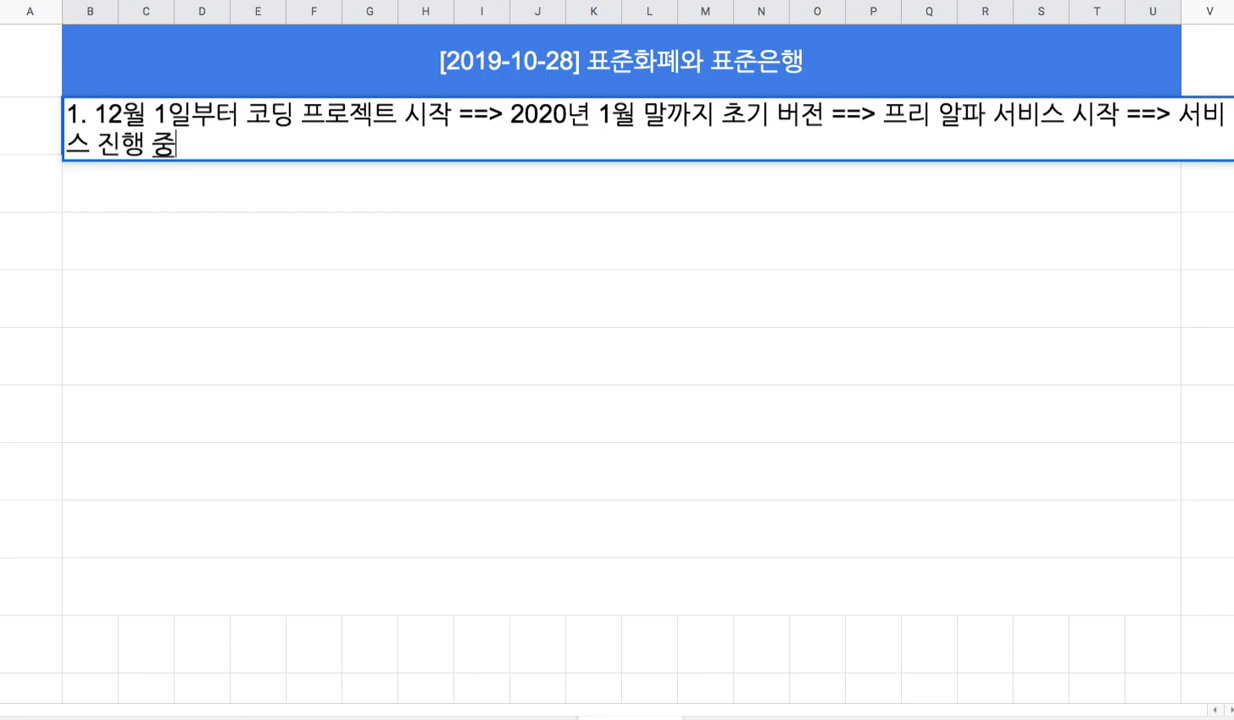 A B C D E F G H I J K L M N O P Q R S T U V
[2019-10-28] 표준화폐와 표준은행
1. 12월 1일부터 코딩 프로젝트 시작 ==> 2020년 1월 말까지 초기 버전 ==> 프리 알파 서비스 시작 ==> 서비
스 진행 중